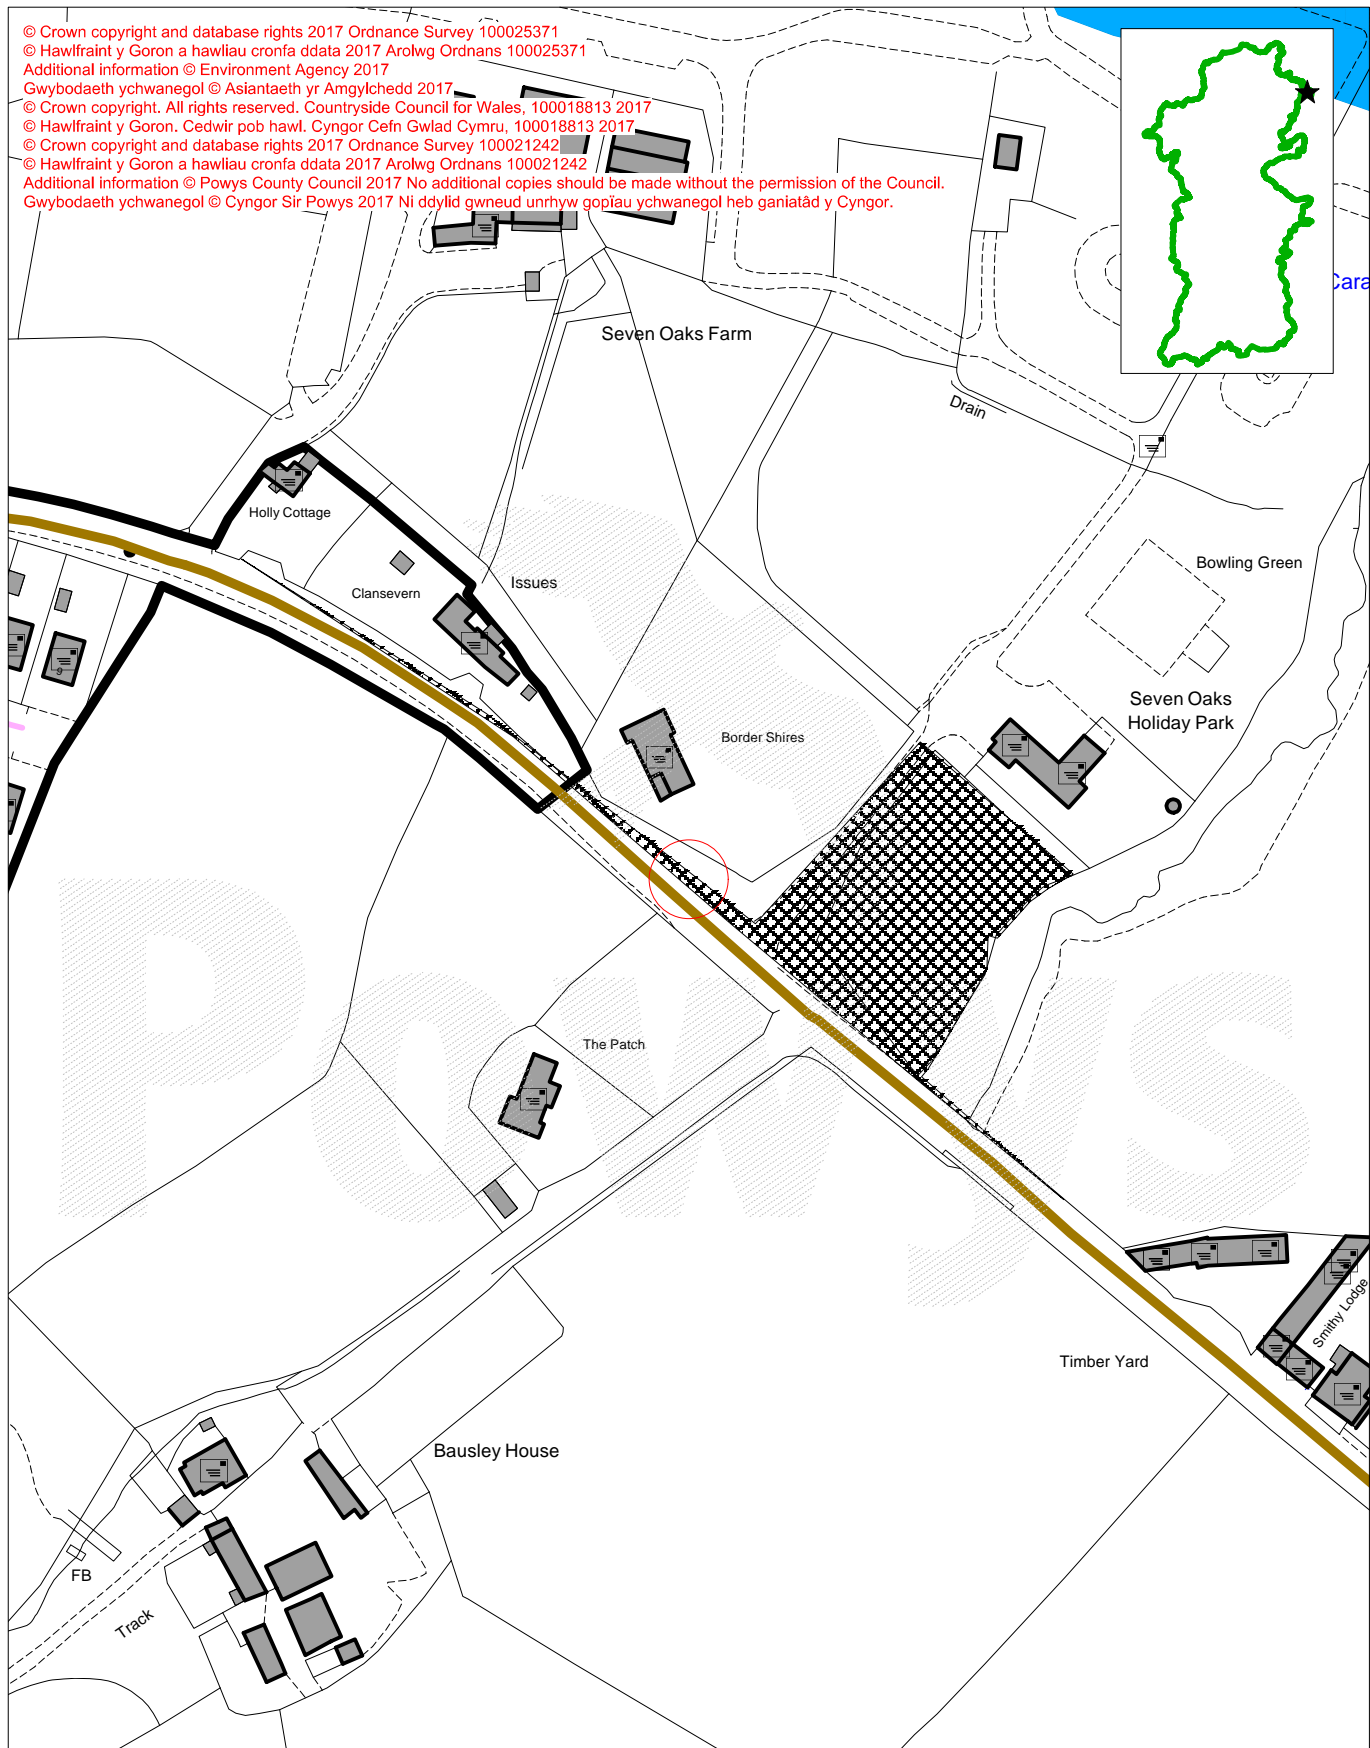 © Crown copyright and database rights 2017 Ordnance Survey 100025371
© Hawlfraint y Goron a hawliau cronfa ddata 2017 Arolwg Ordnans 100025371
Additional information © Environment Agency 2017
Gwybodaeth ychwanegol © Asiantaeth yr Amgylchedd 2017
© Crown copyright. All rights reserved. Countryside Council for Wales, 100018813 2017
© Hawlfraint y Goron. Cedwir pob hawl. Cyngor Cefn Gwlad Cymru, 100018813 2017
© Crown copyright and database rights 2017 Ordnance Survey 100021242
© Hawlfraint y Goron a hawliau cronfa ddata 2017 Arolwg Ordnans 100021242
Additional information © Powys County Council 2017 No additional copies should be made without the permission of the Council.
Gwybodaeth ychwanegol © Cyngor Sir Powys 2017 Ni ddylid gwneud unrhyw gopïau ychwanegol heb ganiatâd y Cyngor.
Cara
Seven Oaks Farm
Drain
Holly Cottage
Bowling Green
Issues
Clansevern
9
Seven Oaks
Holiday Park
Border Shires
Powys
The Patch
Smithy Lodge
Timber Yard
Bausley House
FB
Track